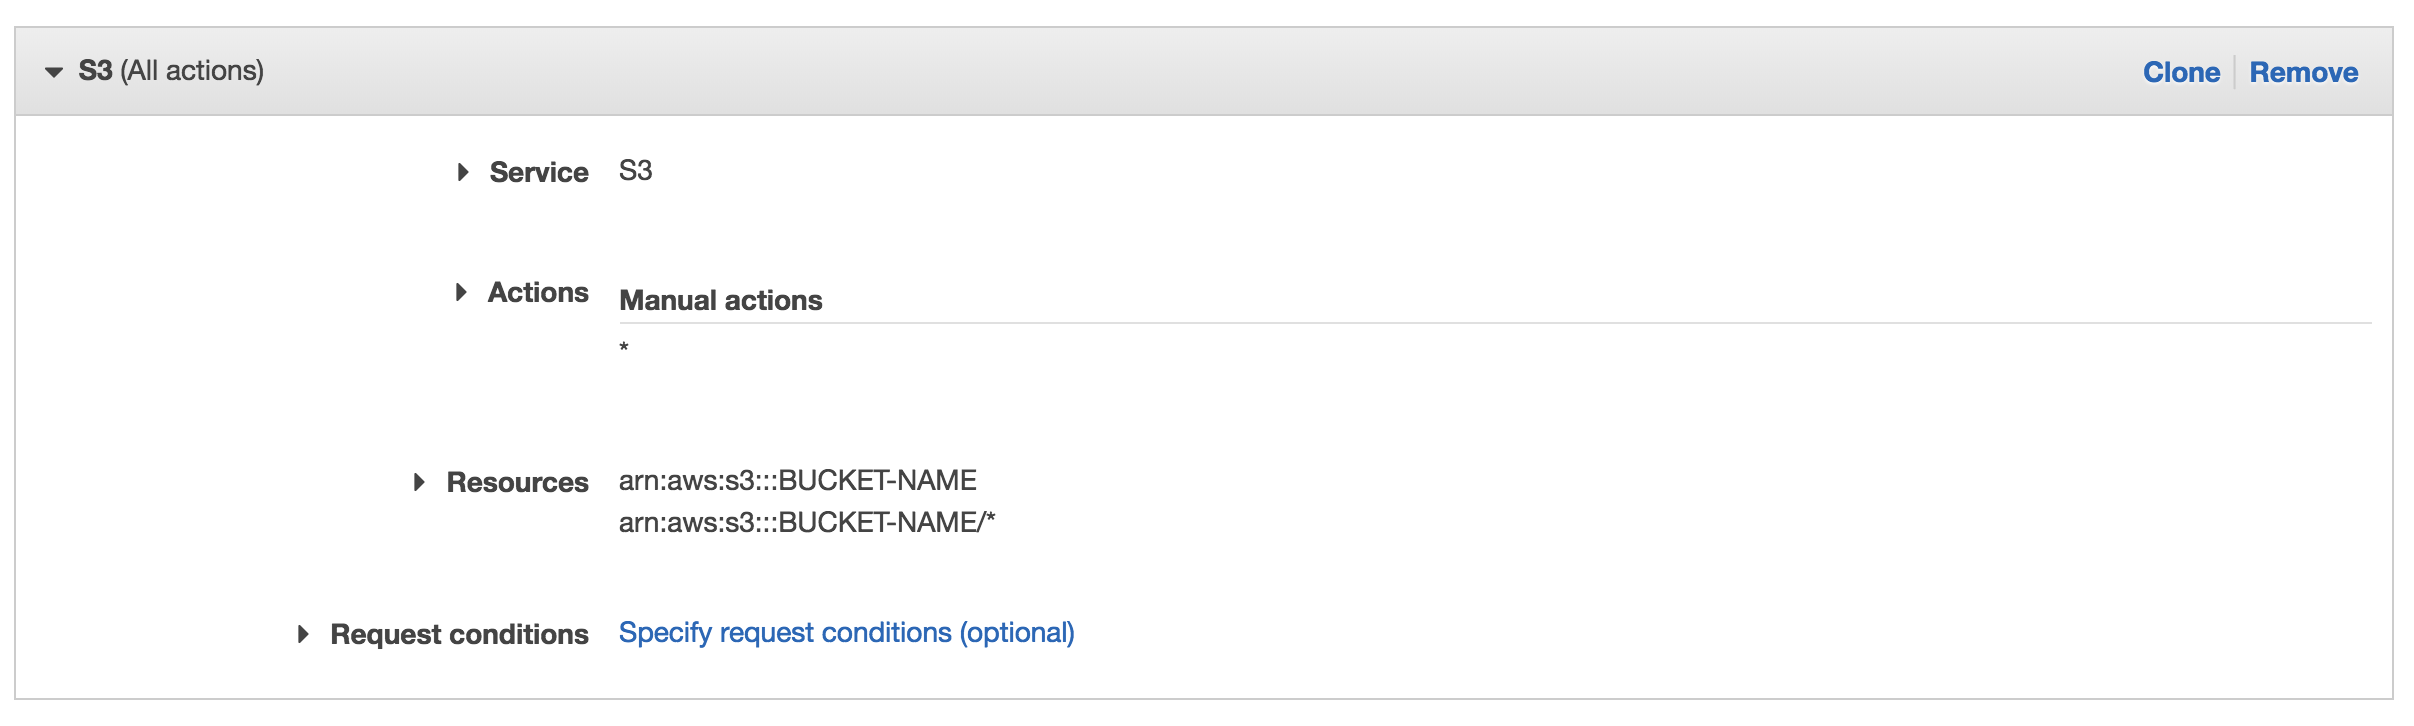 S3 (All actions)
Clone
Remove
Service S3
Actions Manual actions
*
Resources arn:aws:s3:::BUCKET-NAME
arn:aws:s3:::BUCKET-NAME/*
Request conditions Specify request conditions (optional)